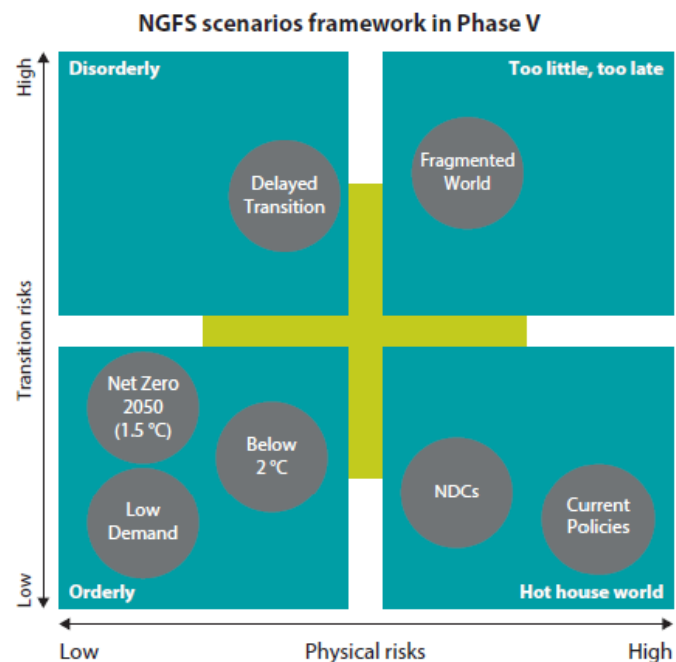 NGFS scenarios framework in Phase V
High
Transition risks
Low
Disorderly
Delayed
Transition
Too little, too late
Fragmented
World
Net Zero
2050
(1.5 °C)
Below
2 °C
Low
Demand
Orderly
NDCs
Current
Policies
Hot house world
Low
Physical risks
High